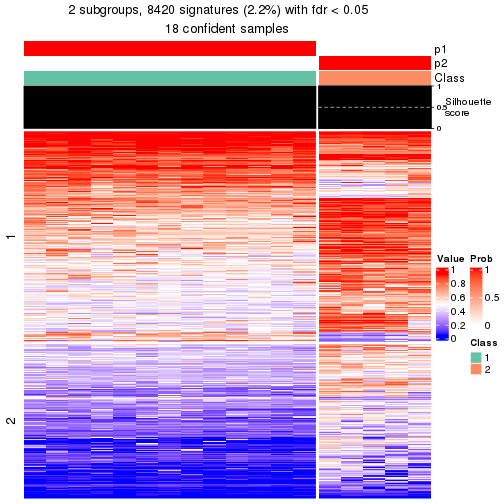 2 subgroups, 8420 signatures (2.2%) with fdr < 0.05
18 confident samples
p1
p2
Class
1
0.5
0
Silhouette
score
1
2
Value
1
0.8
0.6
0.4
0.2
0
Prob
1
0.5
0
Class
1
2